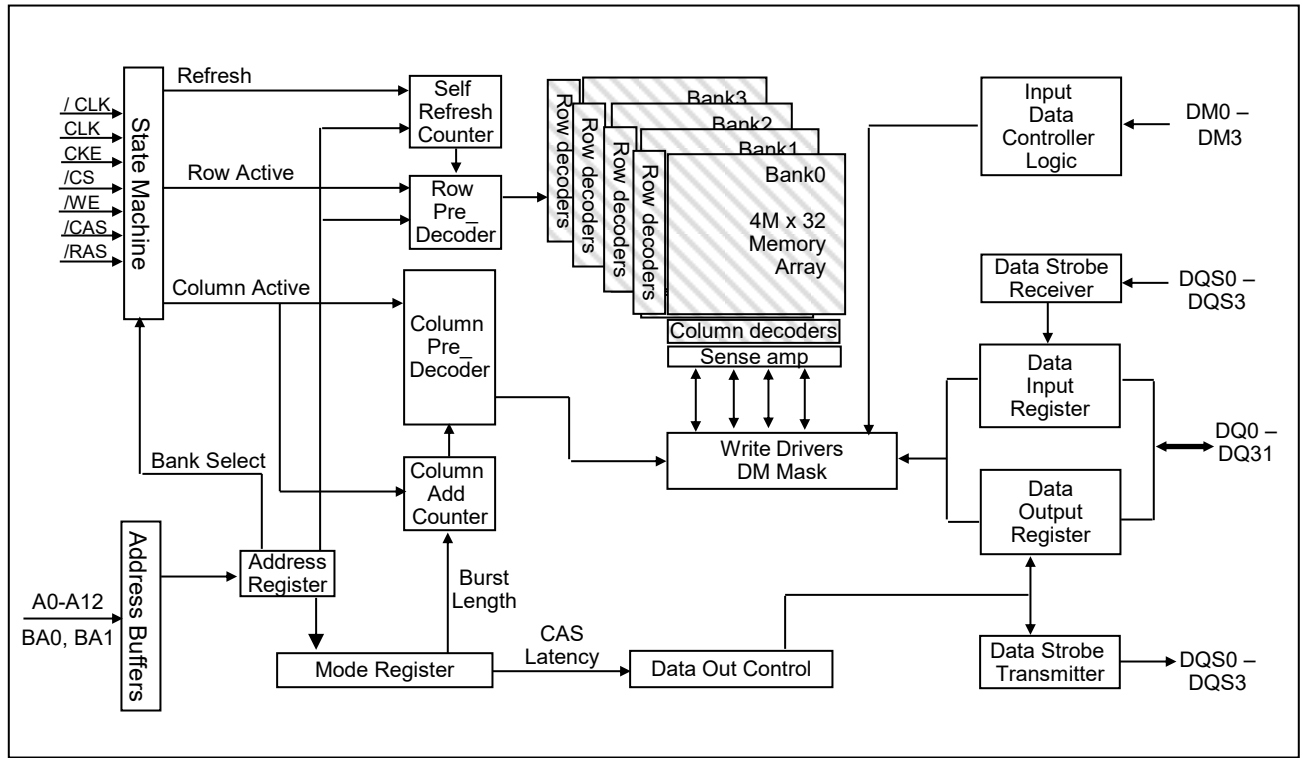 Refresh
/ CLK
CLK
CKE
/CS
/WE
/CAS
/RAS
State Machine
Row Active
Column Active
Self
Refresh
Counter
Row
Pre_
Decoder
Column
Pre_
Decoder
Column
Add
Counter
Row decoders
Row decoders
Row decoders
Row decoders
Bank3
Bank2
Bank1
Bank0
4M x 32
Memory
Array
Column decoders
Sense amp
Input
Data
Controller
Logic
DM0 –
DM3
Data Strobe
Receiver
DQS0 –
DQS3
Data
Input
Register
DQ0 –
DQ31
Write Drivers
DM Mask
Data
Output
Register
Bank Select
Address Buffers
A0-A12
BA0, BA1
Address
Register
Burst
Length
Mode Register
CAS
Latency
Data Out Control
Data Strobe
Transmitter
DQS0 –
DQS3